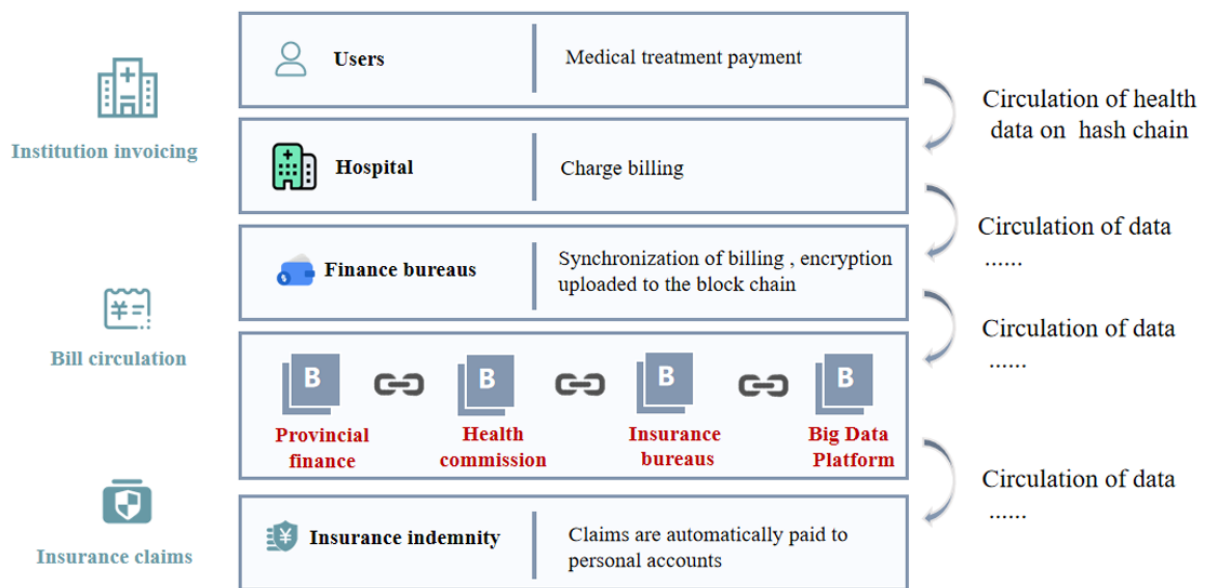 Users
Medical treatment payment
Circulation of health
data on hash chain
Institution invoicing
Hospital
Charge billing
Circulation of data
......
Finance bureaus
Synchronization of billing , encryption
uploaded to the block chain
Circulation of data
......
Bill circulation
B
B
B
B
Provincial
finance
Health
commission
Insurance
bureaus
Big Data
Platform
Circulation of data
......
Insurance claims
Insurance indemnity
Claims are automatically paid to
personal accounts